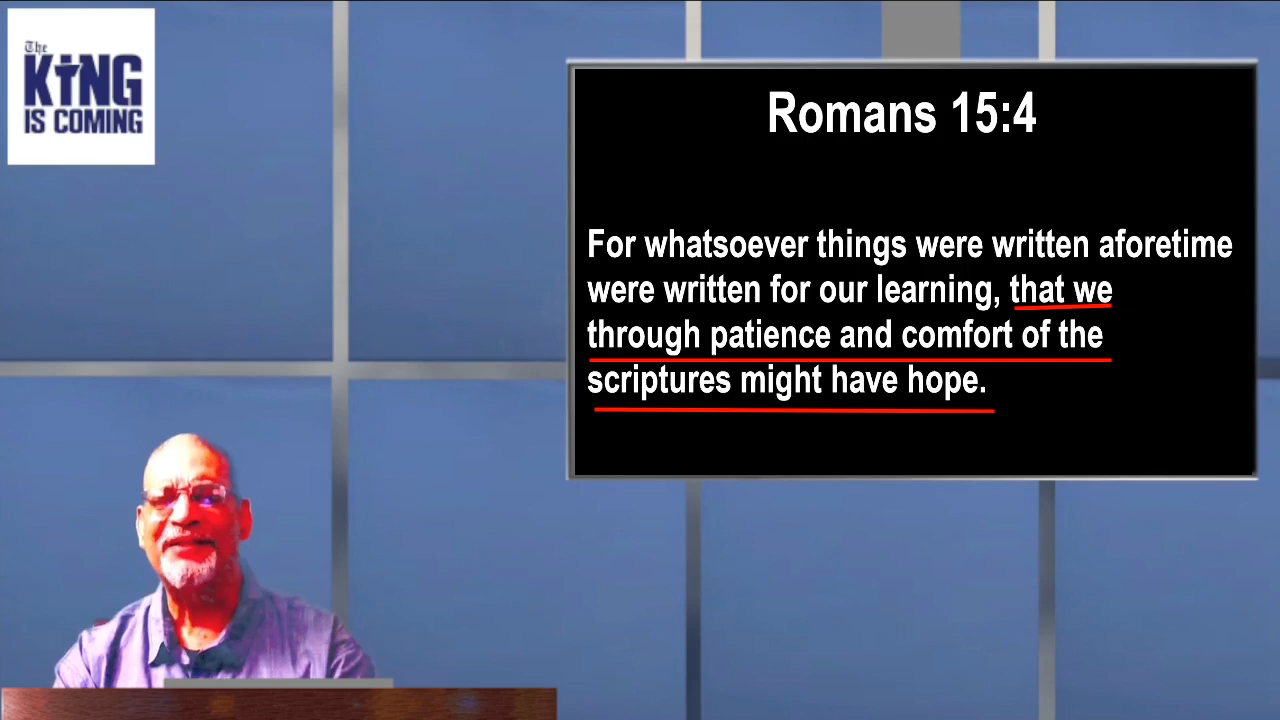 The
KING
IS COMING
Romans 15:4
For whatsoever things were written aforetime
were written for our learning, that we
through patience and comfort of the
scriptures might have hope.